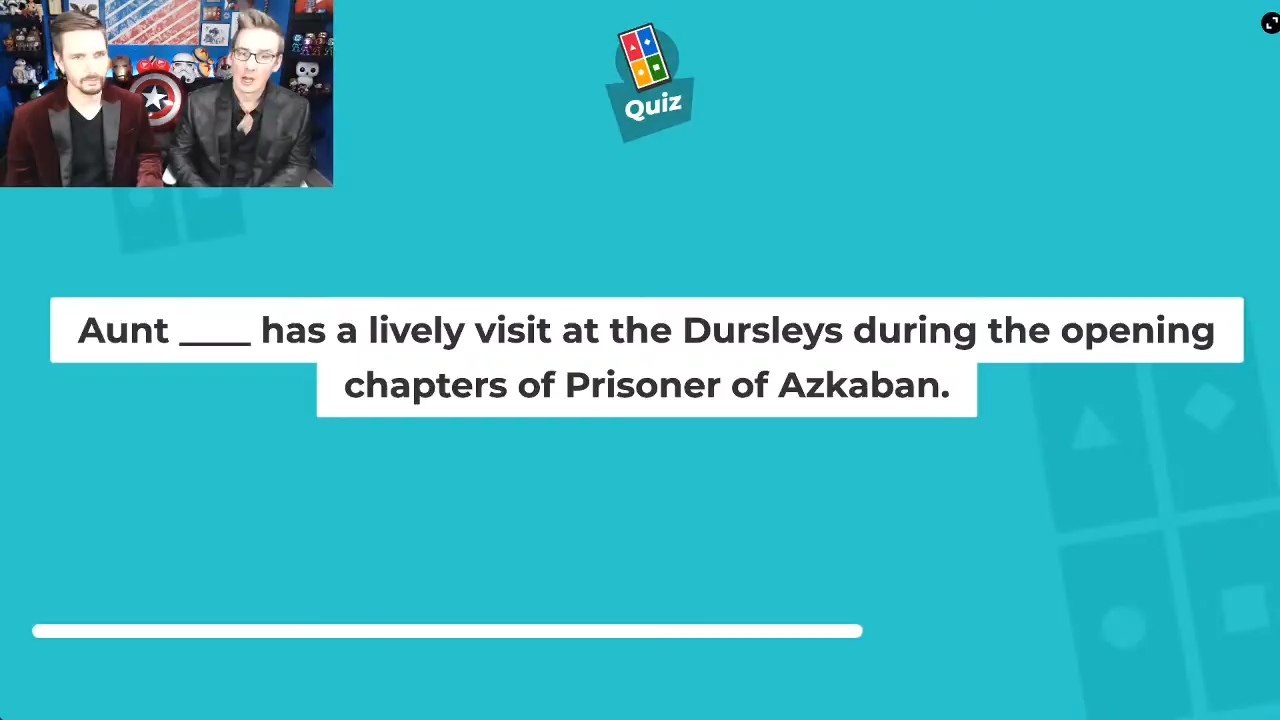 Quiz
Aunt ____ has a lively visit at the Dursleys during the opening
chapters of Prisoner of Azkaban.